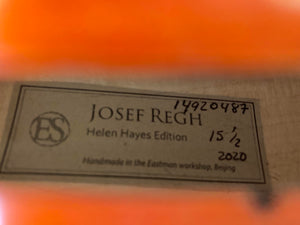 14920487
ES
JOSEF REGH
Helen Hayes Edition
15 1/2
2020
Handmade in the Eastman workshop, Beijing